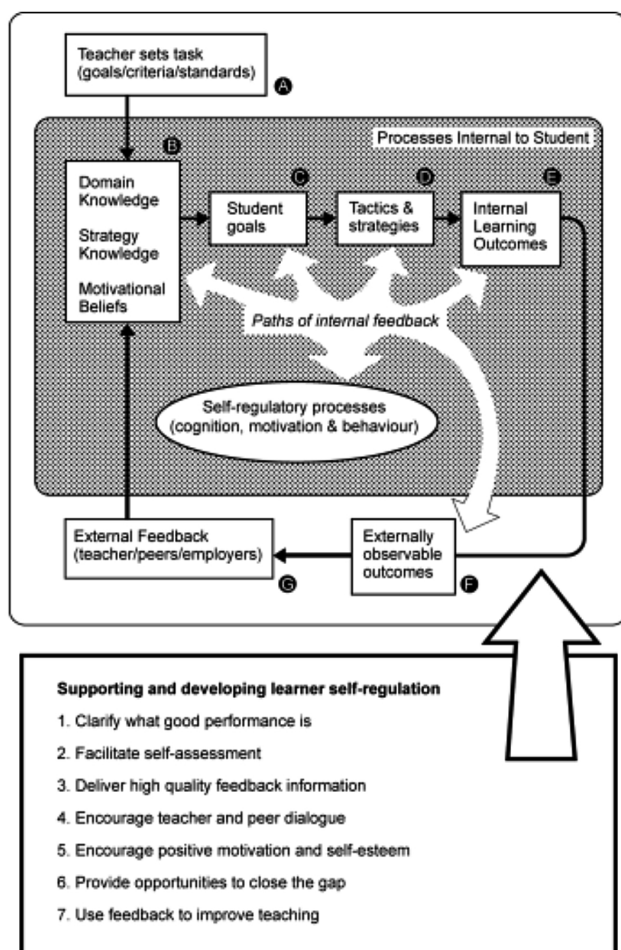 Teacher sets task
(goals/criteria/standards)
A
Processes Internal to Student
B
Domain
Knowledge
Strategy
Knowledge
Motivational
Beliefs
C
Student
goals
D
Tactics &
strategies
E
Internal
Learning
Outcomes
Paths of internal feedback
Self-regulatory processes
(cognition, motivation & behaviour)
External Feedback
(teacher/peers/employers)
G
Externally
observable
outcomes
F
Supporting and developing learner self-regulation
1. Clarify what good performance is
2. Facilitate self-assessment
3. Deliver high quality feedback information
4. Encourage teacher and peer dialogue
5. Encourage positive motivation and self-esteem
6. Provide opportunities to close the gap
7. Use feedback to improve teaching